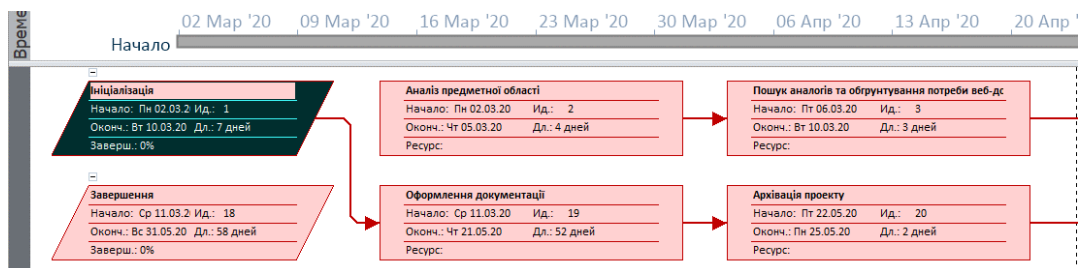 Време
02 Мар '20 09 Мар '20 16 Мар '20 23 Мар '20 30 Мар '20 06 Апр '20 13 Апр '20 20 Апр '
Начало
Ініціалізація
Начало: Пн 02.03.2 Ид.: 1
Оконч.: Вт 10.03.20 Дл.: 7 дней
Заверш.: 0%
Аналіз предметної області
Начало: Пн 02.03.20 Ид.: 2
Оконч.: Чт 05.03.20 Дл.: 4 дней
Ресурс:
Пошук аналогів та обгрунтування потреби веб-дс
Начало: Пт 06.03.20 Ид.: 3
Оконч.: Вт 10.03.20 Дл.: 3 дней
Ресурс:
Завершення
Начало: Ср 11.03.2 Ид.: 18
Оконч.: Вс 31.05.20 Дл.: 58 дней
Заверш.: 0%
Оформлення документації
Начало: Ср 11.03.20 Ид.: 19
Оконч.: Чт 21.05.20 Дл.: 52 дней
Ресурс:
Архівація проекту
Начало: Пт 22.05.20 Ид.: 20
Оконч.: Пн 25.05.20 Дл.: 2 дней
Ресурс: